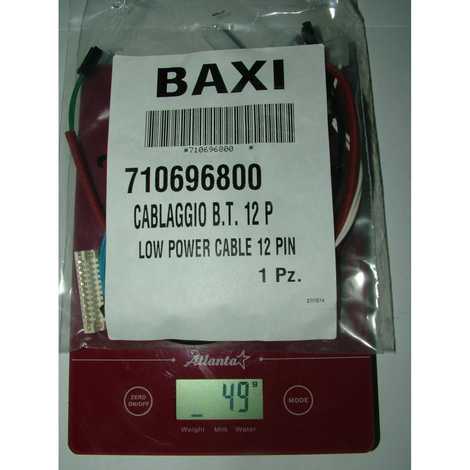 BAXI
*710696800 *
710696800
CABLAGGIO B.T. 12 P
LOW POWER CABLE 12 PIN
1 Pz.
Atlanta
49 g
ZERO
ON/OFF
MODE
Weight Milk Water